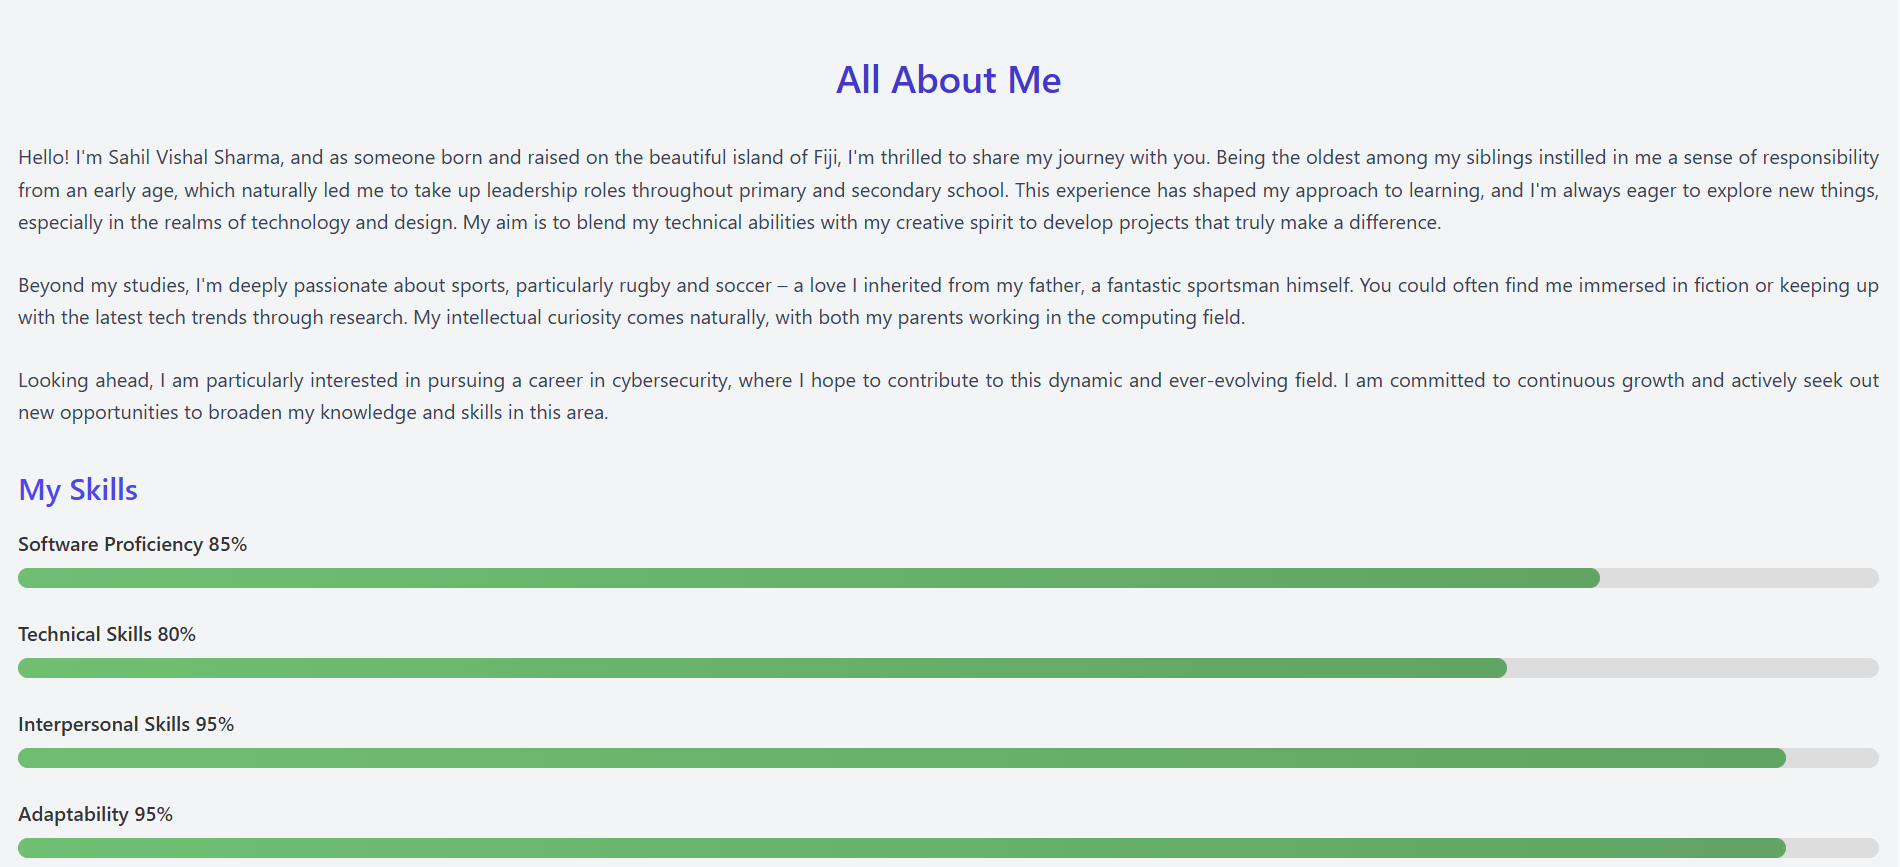 All About Me
Hello! I'm Sahil Vishal Sharma, and as someone born and raised on the beautiful island of Fiji, I'm thrilled to share my journey with you. Being the oldest among my siblings instilled in me a sense of responsibility
from an early age, which naturally led me to take up leadership roles throughout primary and secondary school. This experience has shaped my approach to learning, and I'm always eager to explore new things,
especially in the realms of technology and design. My aim is to blend my technical abilities with my creative spirit to develop projects that truly make a difference.
Beyond my studies, I'm deeply passionate about sports, particularly rugby and soccer – a love I inherited from my father, a fantastic sportsman himself. You could often find me immersed in fiction or keeping up
with the latest tech trends through research. My intellectual curiosity comes naturally, with both my parents working in the computing field.
Looking ahead, I am particularly interested in pursuing a career in cybersecurity, where I hope to contribute to this dynamic and ever-evolving field. I am committed to continuous growth and actively seek out
new opportunities to broaden my knowledge and skills in this area.
My Skills
Software Proficiency 85%
Technical Skills 80%
Interpersonal Skills 95%
Adaptability 95%